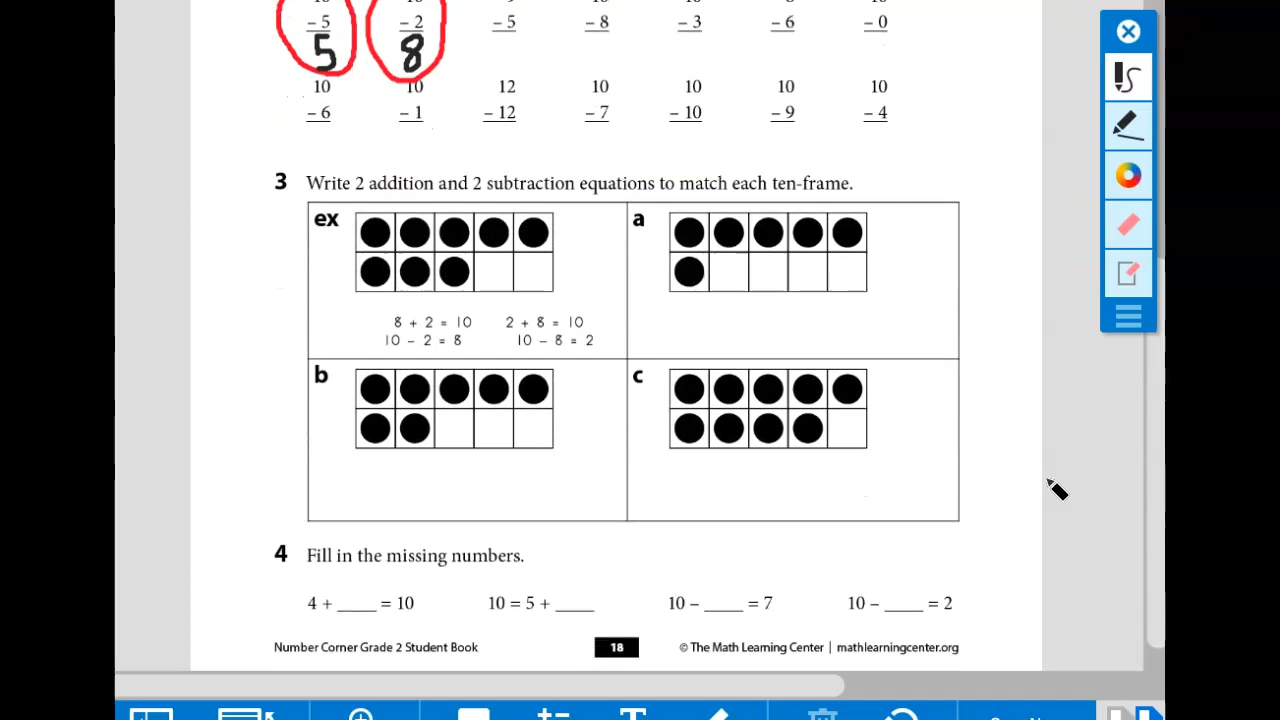 – 5 – 2 – 5 – 8 – 3 – 6 – 0
5 8
10 10 12 10 10 10 10
– 6 – 1 – 12 – 7 – 10 – 9 – 4
3 Write 2 addition and 2 subtraction equations to match each ten-frame.
ex a
8 + 2 = 10 2 + 8 = 10
10 – 2 = 8 10 – 8 = 2
b c
4 Fill in the missing numbers.
4 + ____ = 10 10 = 5 + ____ 10 – ____ = 7 10 – ____ = 2
Number Corner Grade 2 Student Book 18 © The Math Learning Center | mathlearningcenter.org